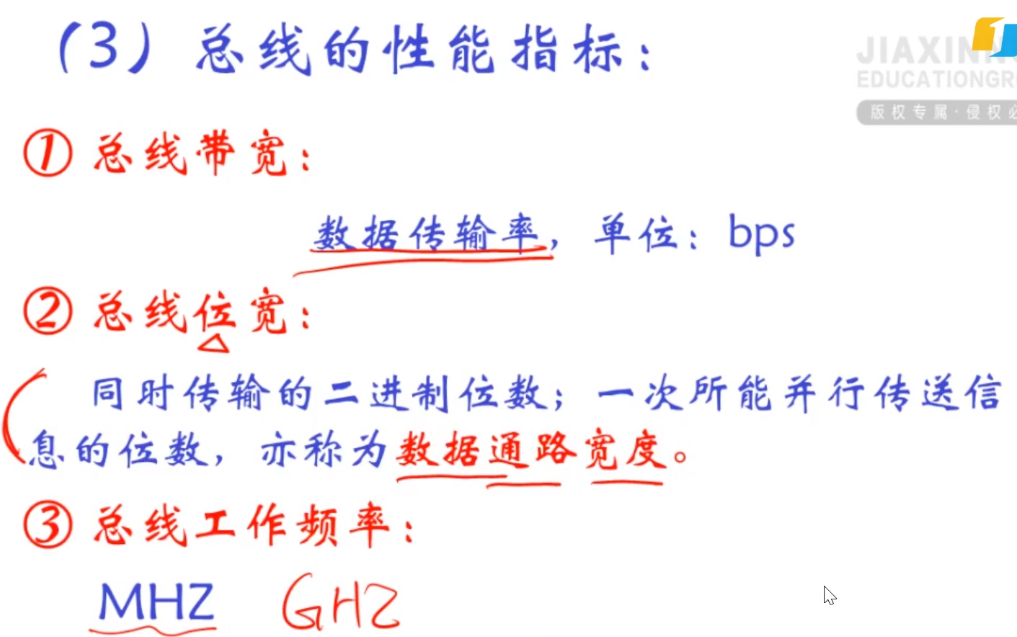 （3）总线的性能指标：
JIAXIN
EDUCATIONGR
版权专属·侵权必
①总线带宽：
数据传输率，单位：bps
②总线位宽：
同时传输的二进制位数；一次所能并行传送信
息的位数，亦称为数据通路宽度。
③总线工作频率：
MHZ GHZ